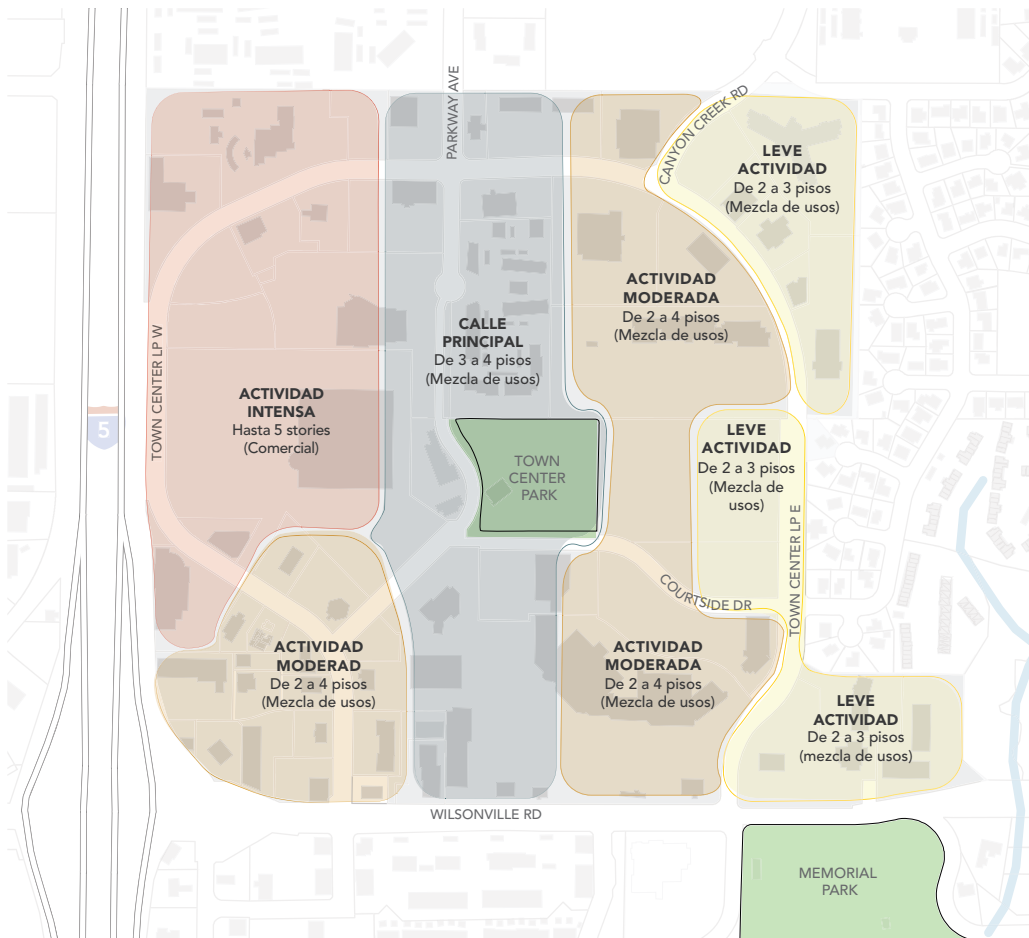 PARKWAY AVE
CANYON CREEK RD
LEVE
ACTIVIDAD
De 2 a 3 pisos
(Mezcla de usos)
ACTIVIDAD
MODERADA
De 2 a 4 pisos
(Mezcla de usos)
CALLE
PRINCIPAL
De 3 a 4 pisos
(Mezcla de usos)
TOWN CENTER LP W
5
ACTIVIDAD
INTENSA
Hasta 5 stories
(Comercial)
LEVE
ACTIVIDAD
De 2 a 3 pisos
(Mezcla de
usos)
TOWN
CENTER
PARK
TOWN CENTER LP E
COURTSIDE DR
ACTIVIDAD
MODERAD
De 2 a 4 pisos
(Mezcla de usos)
ACTIVIDAD
MODERADA
De 2 a 4 pisos
(Mezcla de usos)
LEVE
ACTIVIDAD
De 2 a 3 pisos
(mezcla de usos)
WILSONVILLE RD
MEMORIAL
PARK